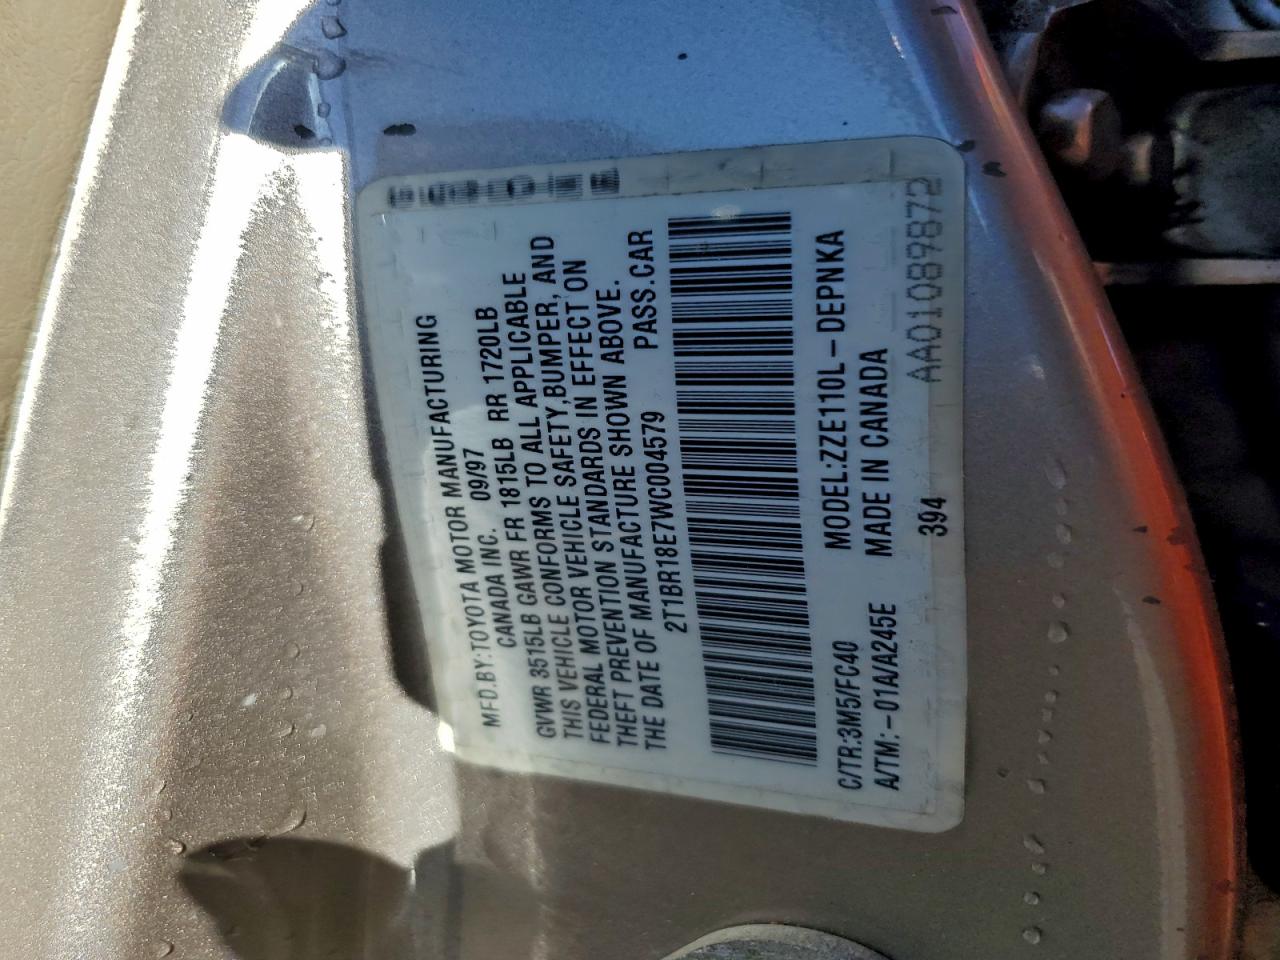 MFD.BY:TOYOTA MOTOR MANUFACTURING
CANADA INC. 09/97
GVWR 3515LB GAWR FR 1815LB RR 1720LB
THIS VEHICLE CONFORMS TO ALL APPLICABLE
FEDERAL MOTOR VEHICLE SAFETY,BUMPER, AND
THEFT PREVENTION STANDARDS IN EFFECT ON
THE DATE OF MANUFACTURE SHOWN ABOVE.
2T1BR18E7WC004579 PASS.CAR
C/TR:3M5/FC40 MODEL:ZZE110L-DEPNKA
A/TM:-01A/A245E MADE IN CANADA
394
AA01089872